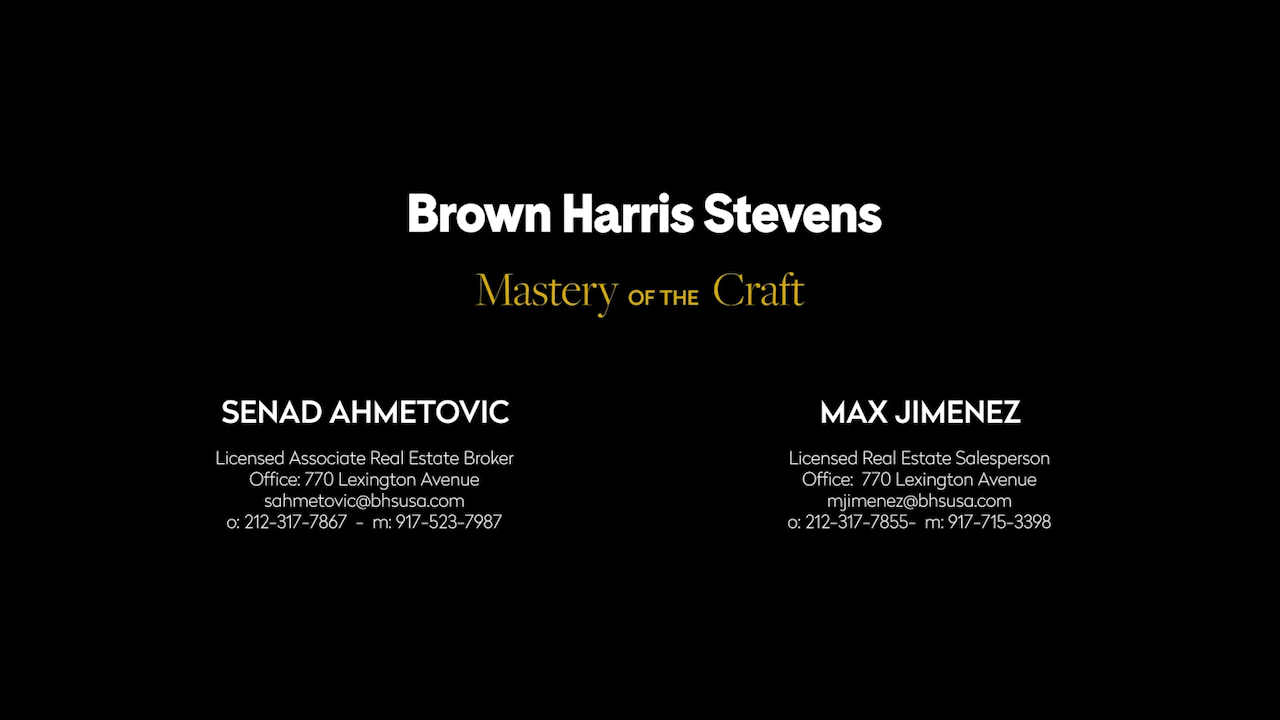 Brown Harris Stevens
Mastery OF THE Craft
SENAD AHMETOVIC
Licensed Associate Real Estate Broker
Office: 770 Lexington Avenue
sahmetovic@bhsusa.com
o: 212-317-7867 - m: 917-523-7987
MAX JIMENEZ
Licensed Real Estate Salesperson
Office: 770 Lexington Avenue
mjimenez@bhsusa.com
o: 212-317-7855- m: 917-715-3398